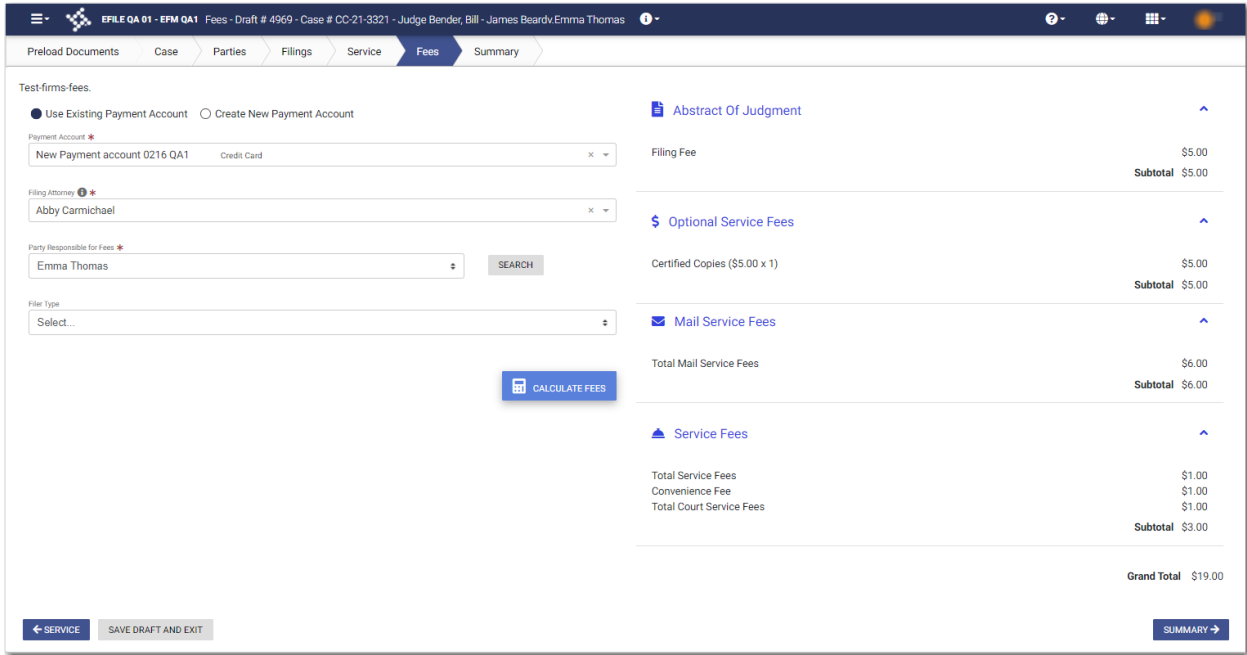 EFILE QA 01 - EFM QA1 Fees - Draft # 4969 - Case # CC-21-3321 - Judge Bender, Bill - James Beardv.Emma Thomas
Preload Documents Case Parties Filings Service Fees Summary
Test-firms-fees.
Use Existing Payment Account Create New Payment Account
Payment Account *
New Payment account 0216 QA1 Credit Card
Filing Attorney *
Abby Carmichael
Party Responsible for Fees *
Emma Thomas
SEARCH
Filer Type
Select...
CALCULATE FEES
Abstract Of Judgment
Filing Fee $5.00
Subtotal $5.00
Optional Service Fees
Certified Copies ($5.00 x 1) $5.00
Subtotal $5.00
Mail Service Fees
Total Mail Service Fees $6.00
Subtotal $6.00
Service Fees
Total Service Fees $1.00
Convenience Fee $1.00
Total Court Service Fees $1.00
Subtotal $3.00
Grand Total $19.00
SERVICE SAVE DRAFT AND EXIT SUMMARY